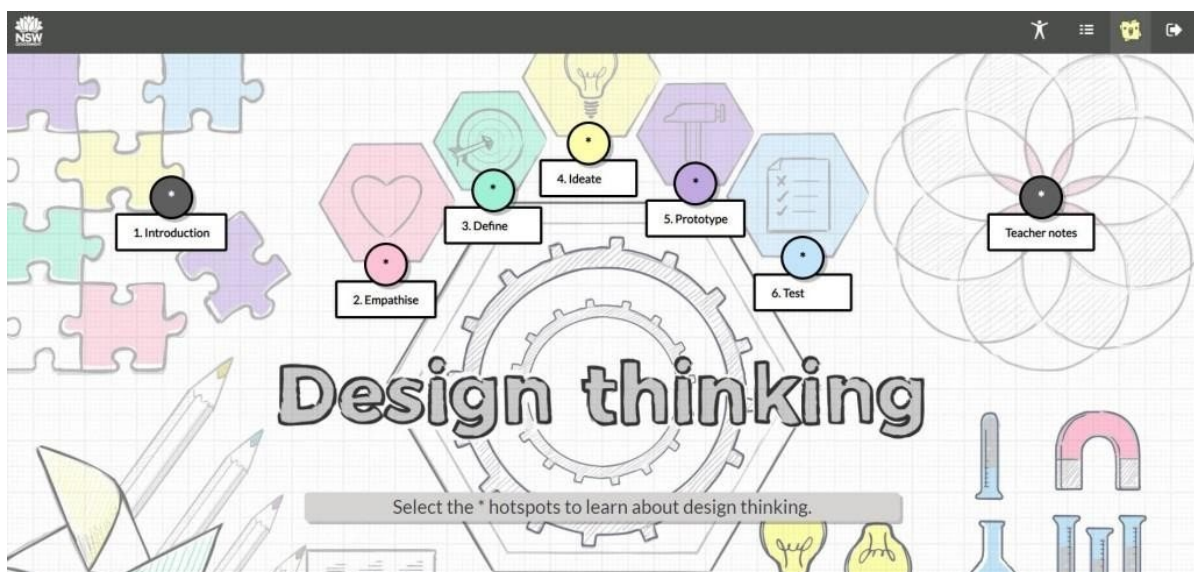 NSW
GOVERNMENT
1. Introduction
2. Empathise
3. Define
4. Ideate
5. Prototype
6. Test
Teacher notes
Design thinking
Select the * hotspots to learn about design thinking.